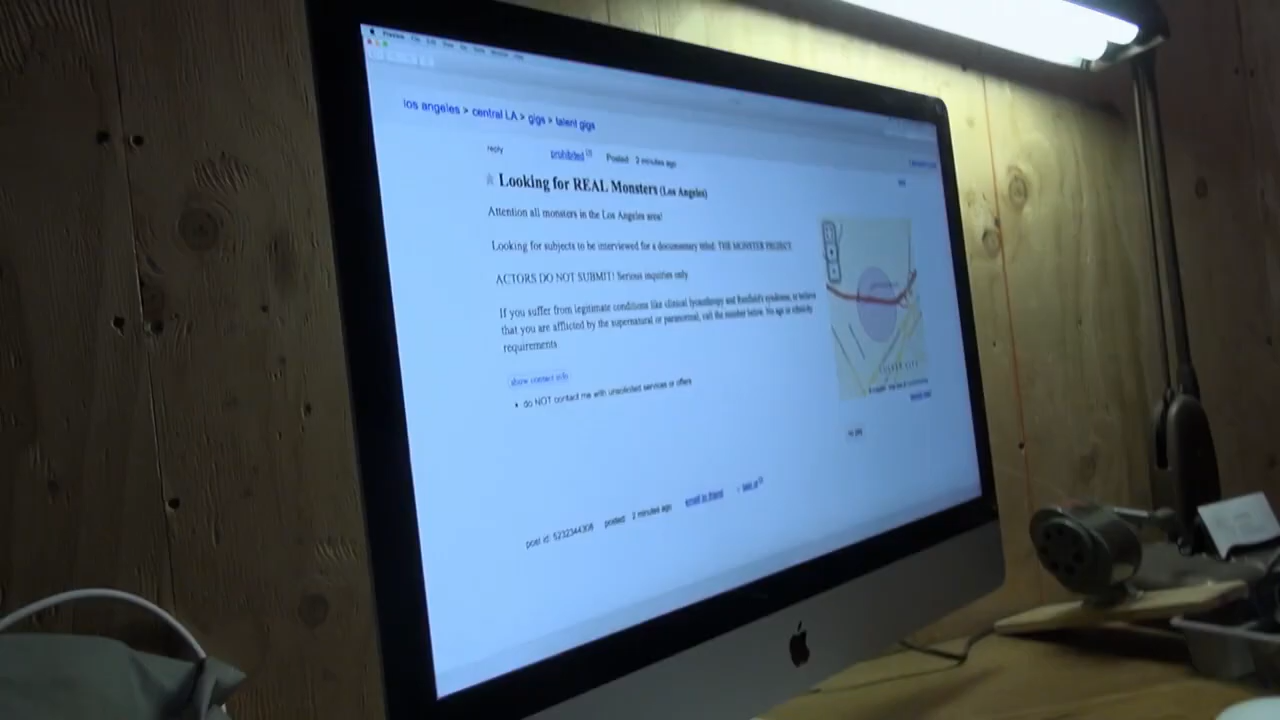 los angeles > central LA > gigs > talent gigs
reply prohibited Posted: 2 minutes ago
Looking for REAL Monsters (Los Angeles)
Attention all monsters in the Los Angeles area!
Looking for subjects to be interviewed for a documentary titled: THE MONSTER PROJECT
ACTORS DO NOT SUBMIT! Serious inquiries only.
If you suffer from legitimate conditions like clinical lycanthropy and Renfield's syndrome, or believe
that you are afflicted by the supernatural or paranormal, call the number below. No age or ethnicity
requirements
show contact info
• do NOT contact me with unsolicited services or offers
post id: 5232344308 posted: 2 minutes ago email to friend